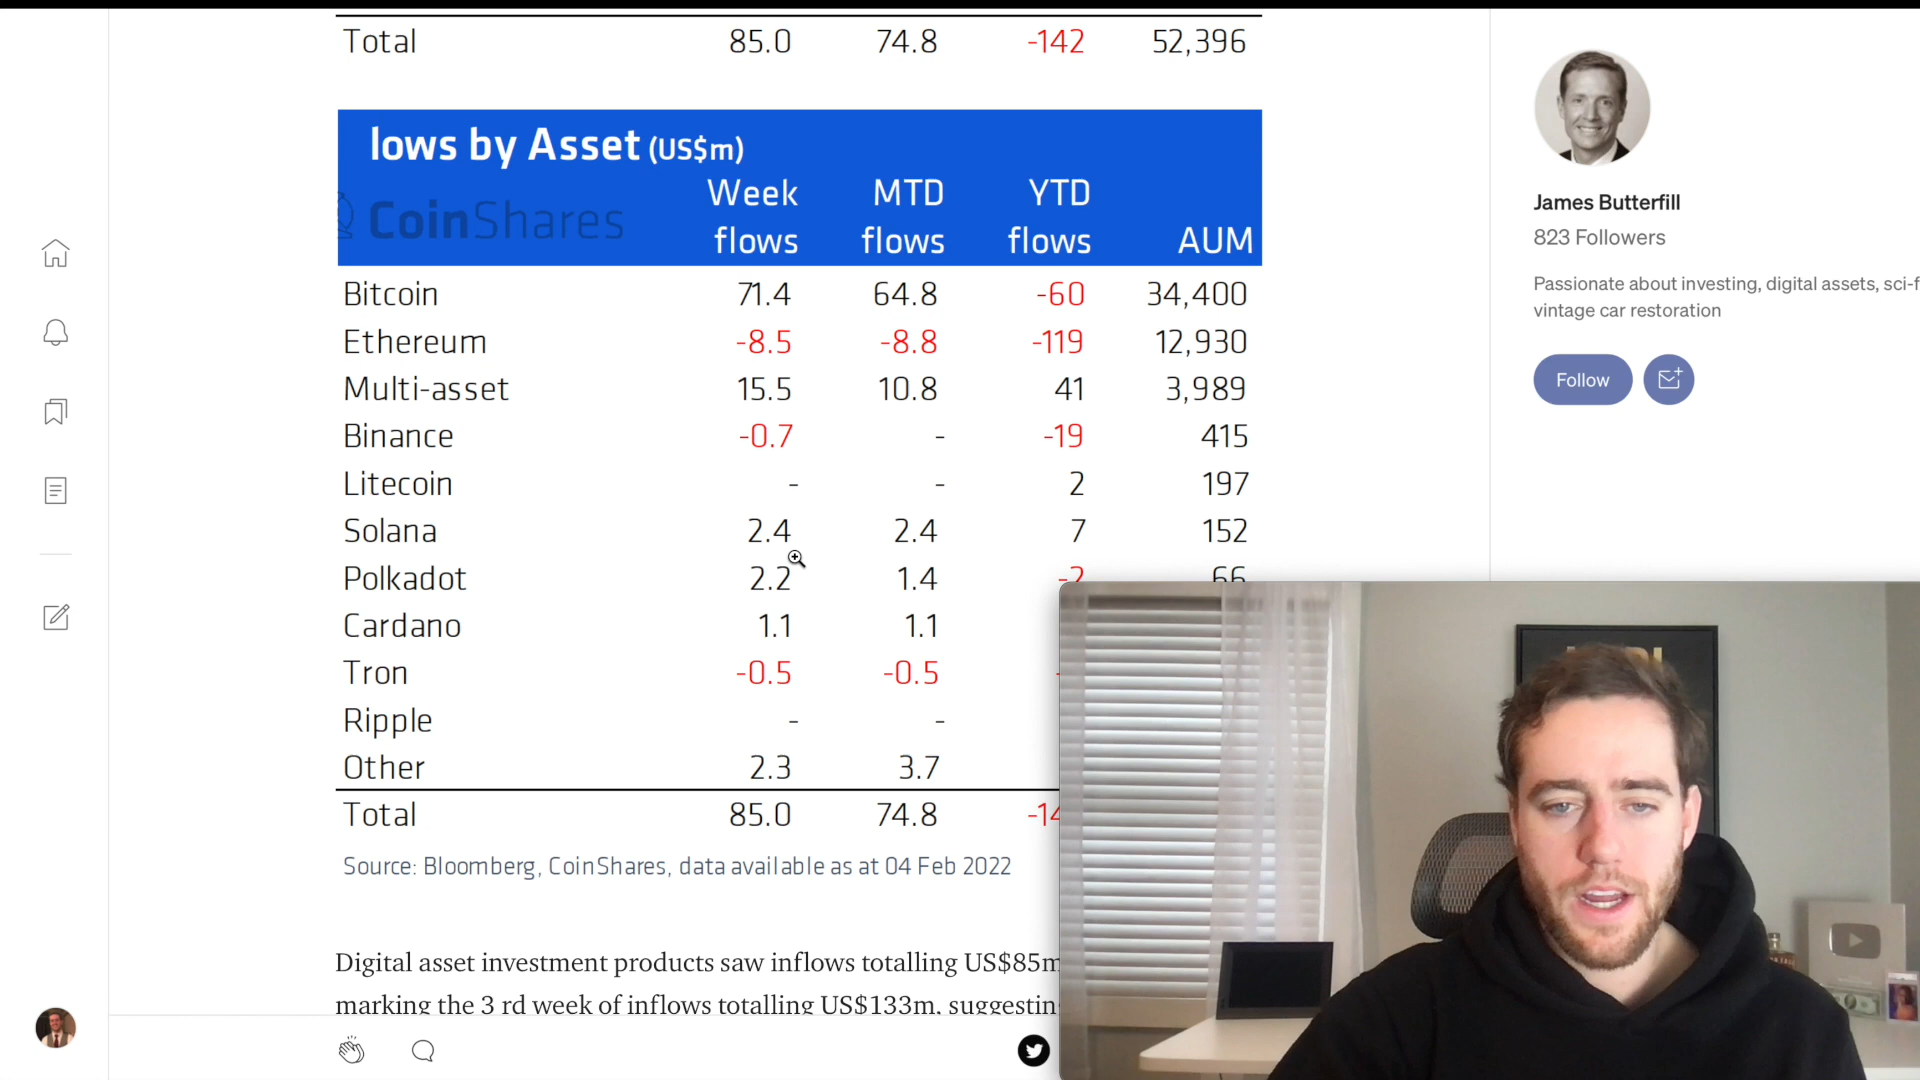 Total 85.0 74.8 -142 52,396
lows by Asset (US$m)
CoinShares
Week flows MTD flows YTD flows AUM
Bitcoin 71.4 64.8 -60 34,400
Ethereum -8.5 -8.8 -119 12,930
Multi-asset 15.5 10.8 41 3,989
Binance -0.7 - -19 415
Litecoin - - 2 197
Solana 2.4 2.4 7 152
Polkadot 2.2 1.4 -2 66
Cardano 1.1 1.1
Tron -0.5 -0.5 -
Ripple - -
Other 2.3 3.7
Total 85.0 74.8 -14
Source: Bloomberg, CoinShares, data available as at 04 Feb 2022
Digital asset investment products saw inflows totalling US$85m
marking the 3 rd week of inflows totalling US$133m, suggestin
James Butterfill
823 Followers
Passionate about investing, digital assets, sci-f
vintage car restoration
Follow